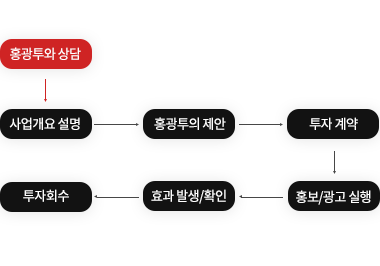 홍광투와 상담
사업개요 설명
홍광투의 제안
투자 계약
투자회수
효과 발생/확인
홍보/광고 실행